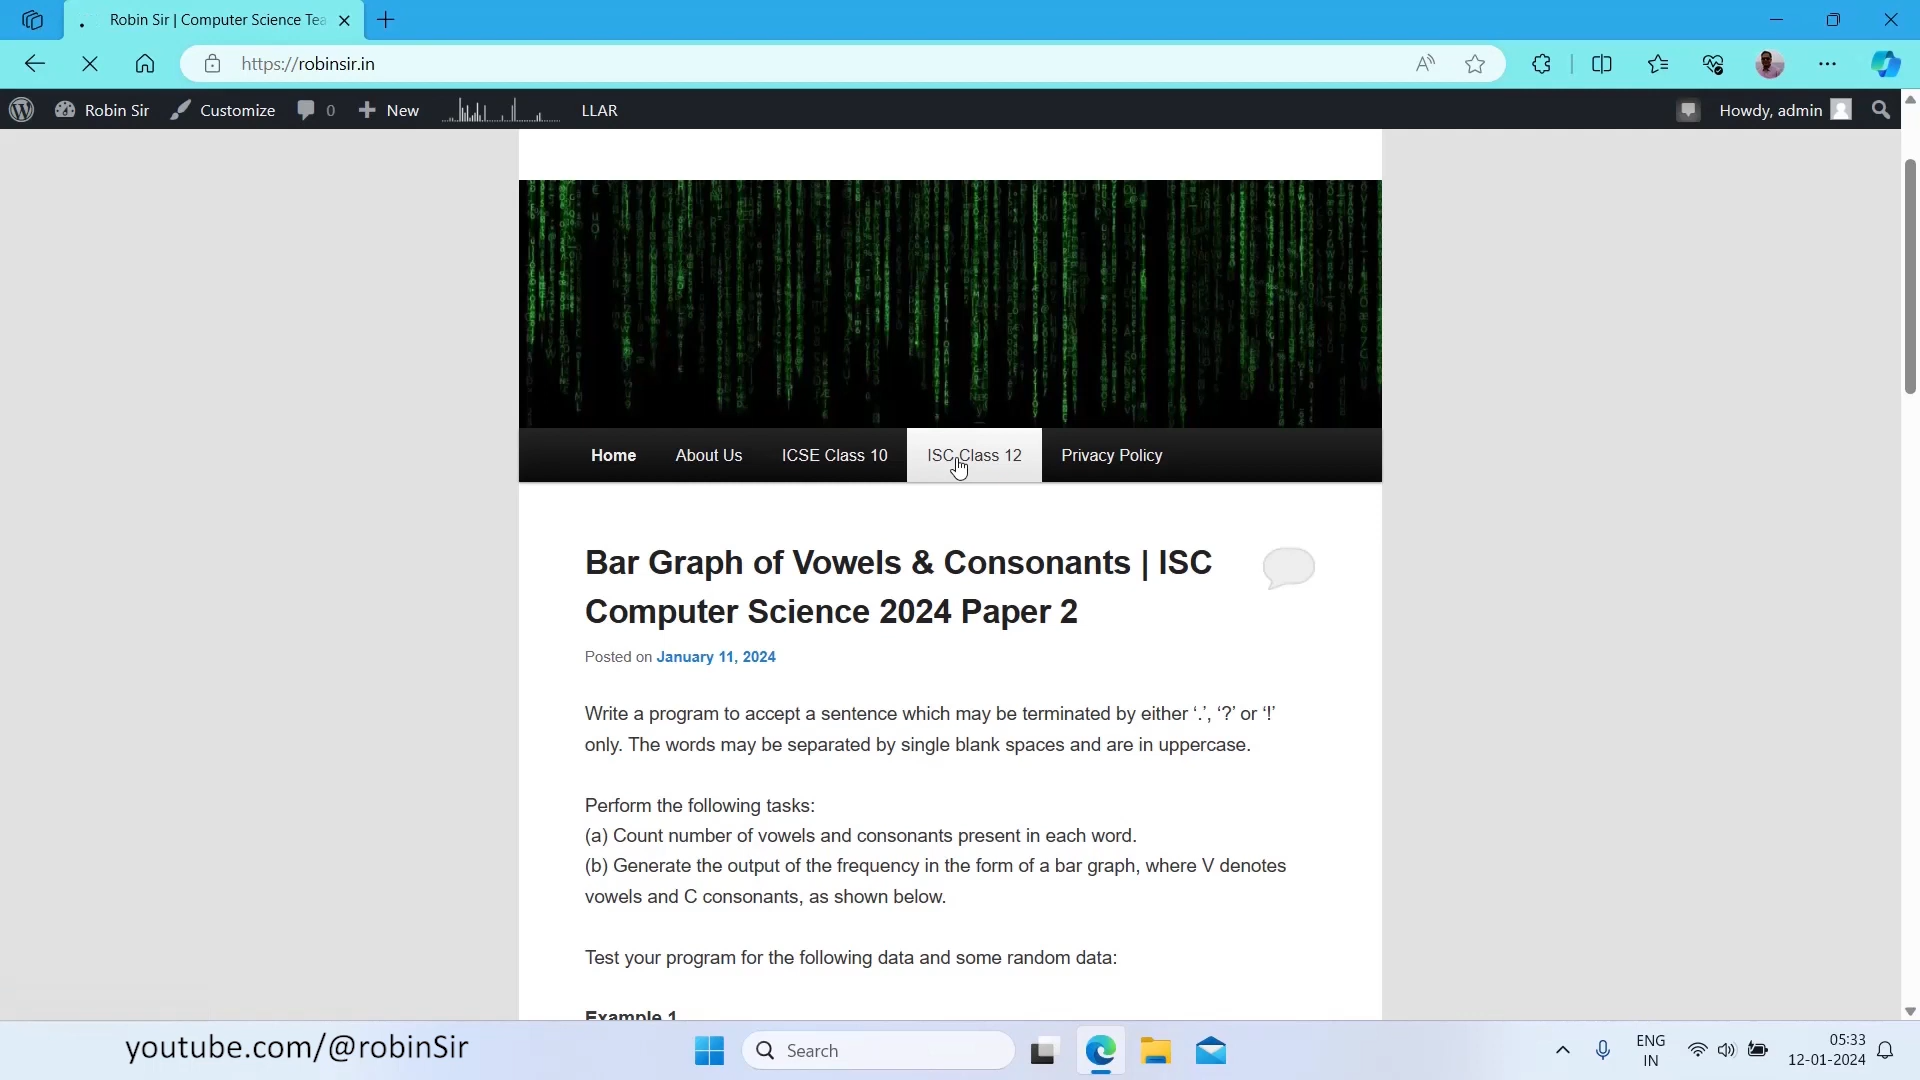 Robin Sir | Computer Science Tea
https://robinsir.in
Robin Sir Customize 0 New LLAR Howdy, admin
Home About Us ICSE Class 10 ISC Class 12 Privacy Policy
Bar Graph of Vowels & Consonants | ISC
Computer Science 2024 Paper 2
Posted on January 11, 2024
Write a program to accept a sentence which may be terminated by either ‘.’, ‘?’ or ‘!’
only. The words may be separated by single blank spaces and are in uppercase.
Perform the following tasks:
(a) Count number of vowels and consonants present in each word.
(b) Generate the output of the frequency in the form of a bar graph, where V denotes
vowels and C consonants, as shown below.
Test your program for the following data and some random data:
Example 1
youtube.com/@robinSir
Search
ENG
IN
05:33
12-01-2024